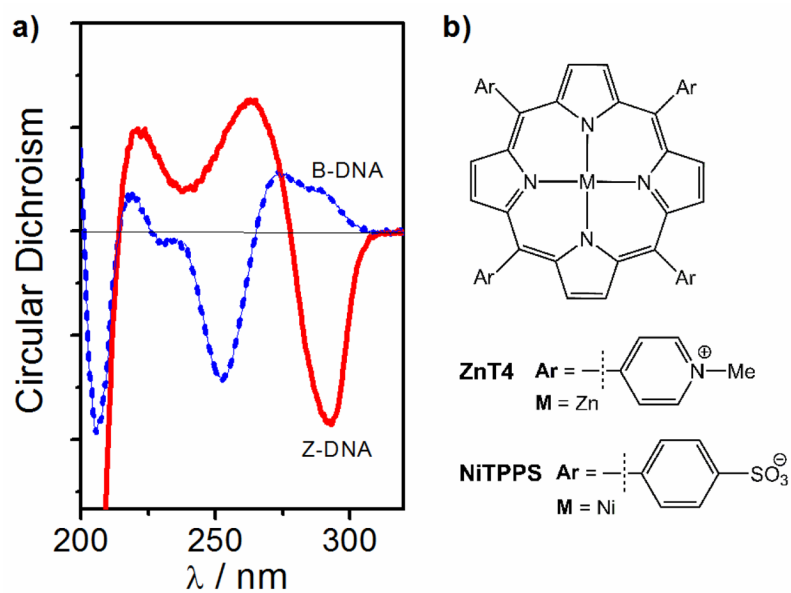 a)
Circular Dichroism
B-DNA
Z-DNA
200
250
300
λ / nm
b)
Ar
Ar
N
N
M
N
N
Ar
Ar
ZnT4 Ar =
N⊕
Me
M = Zn
NiTPPS Ar =
SO₃⊖
M = Ni